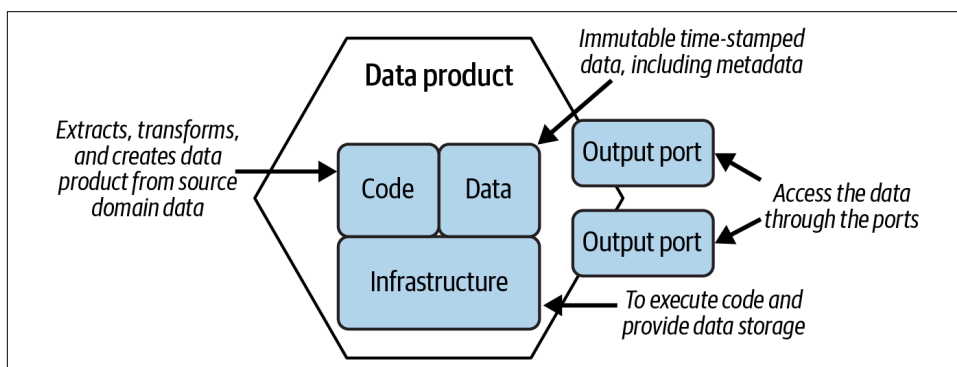 Data product
Immutable time-stamped
data, including metadata
Extracts, transforms,
and creates data
product from source
domain data
Code
Data
Output port
Output port
Access the data
through the ports
Infrastructure
To execute code and
provide data storage